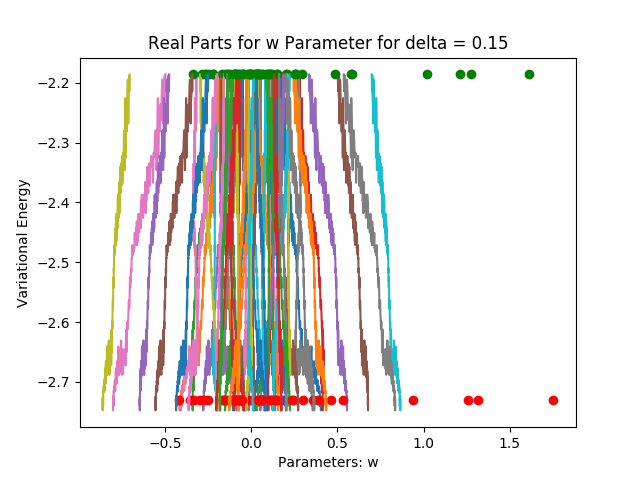 Real Parts for w Parameter for delta = 0.15
Variational Energy
−2.2
−2.3
−2.4
−2.5
−2.6
−2.7
−0.5 0.0 0.5 1.0 1.5
Parameters: w